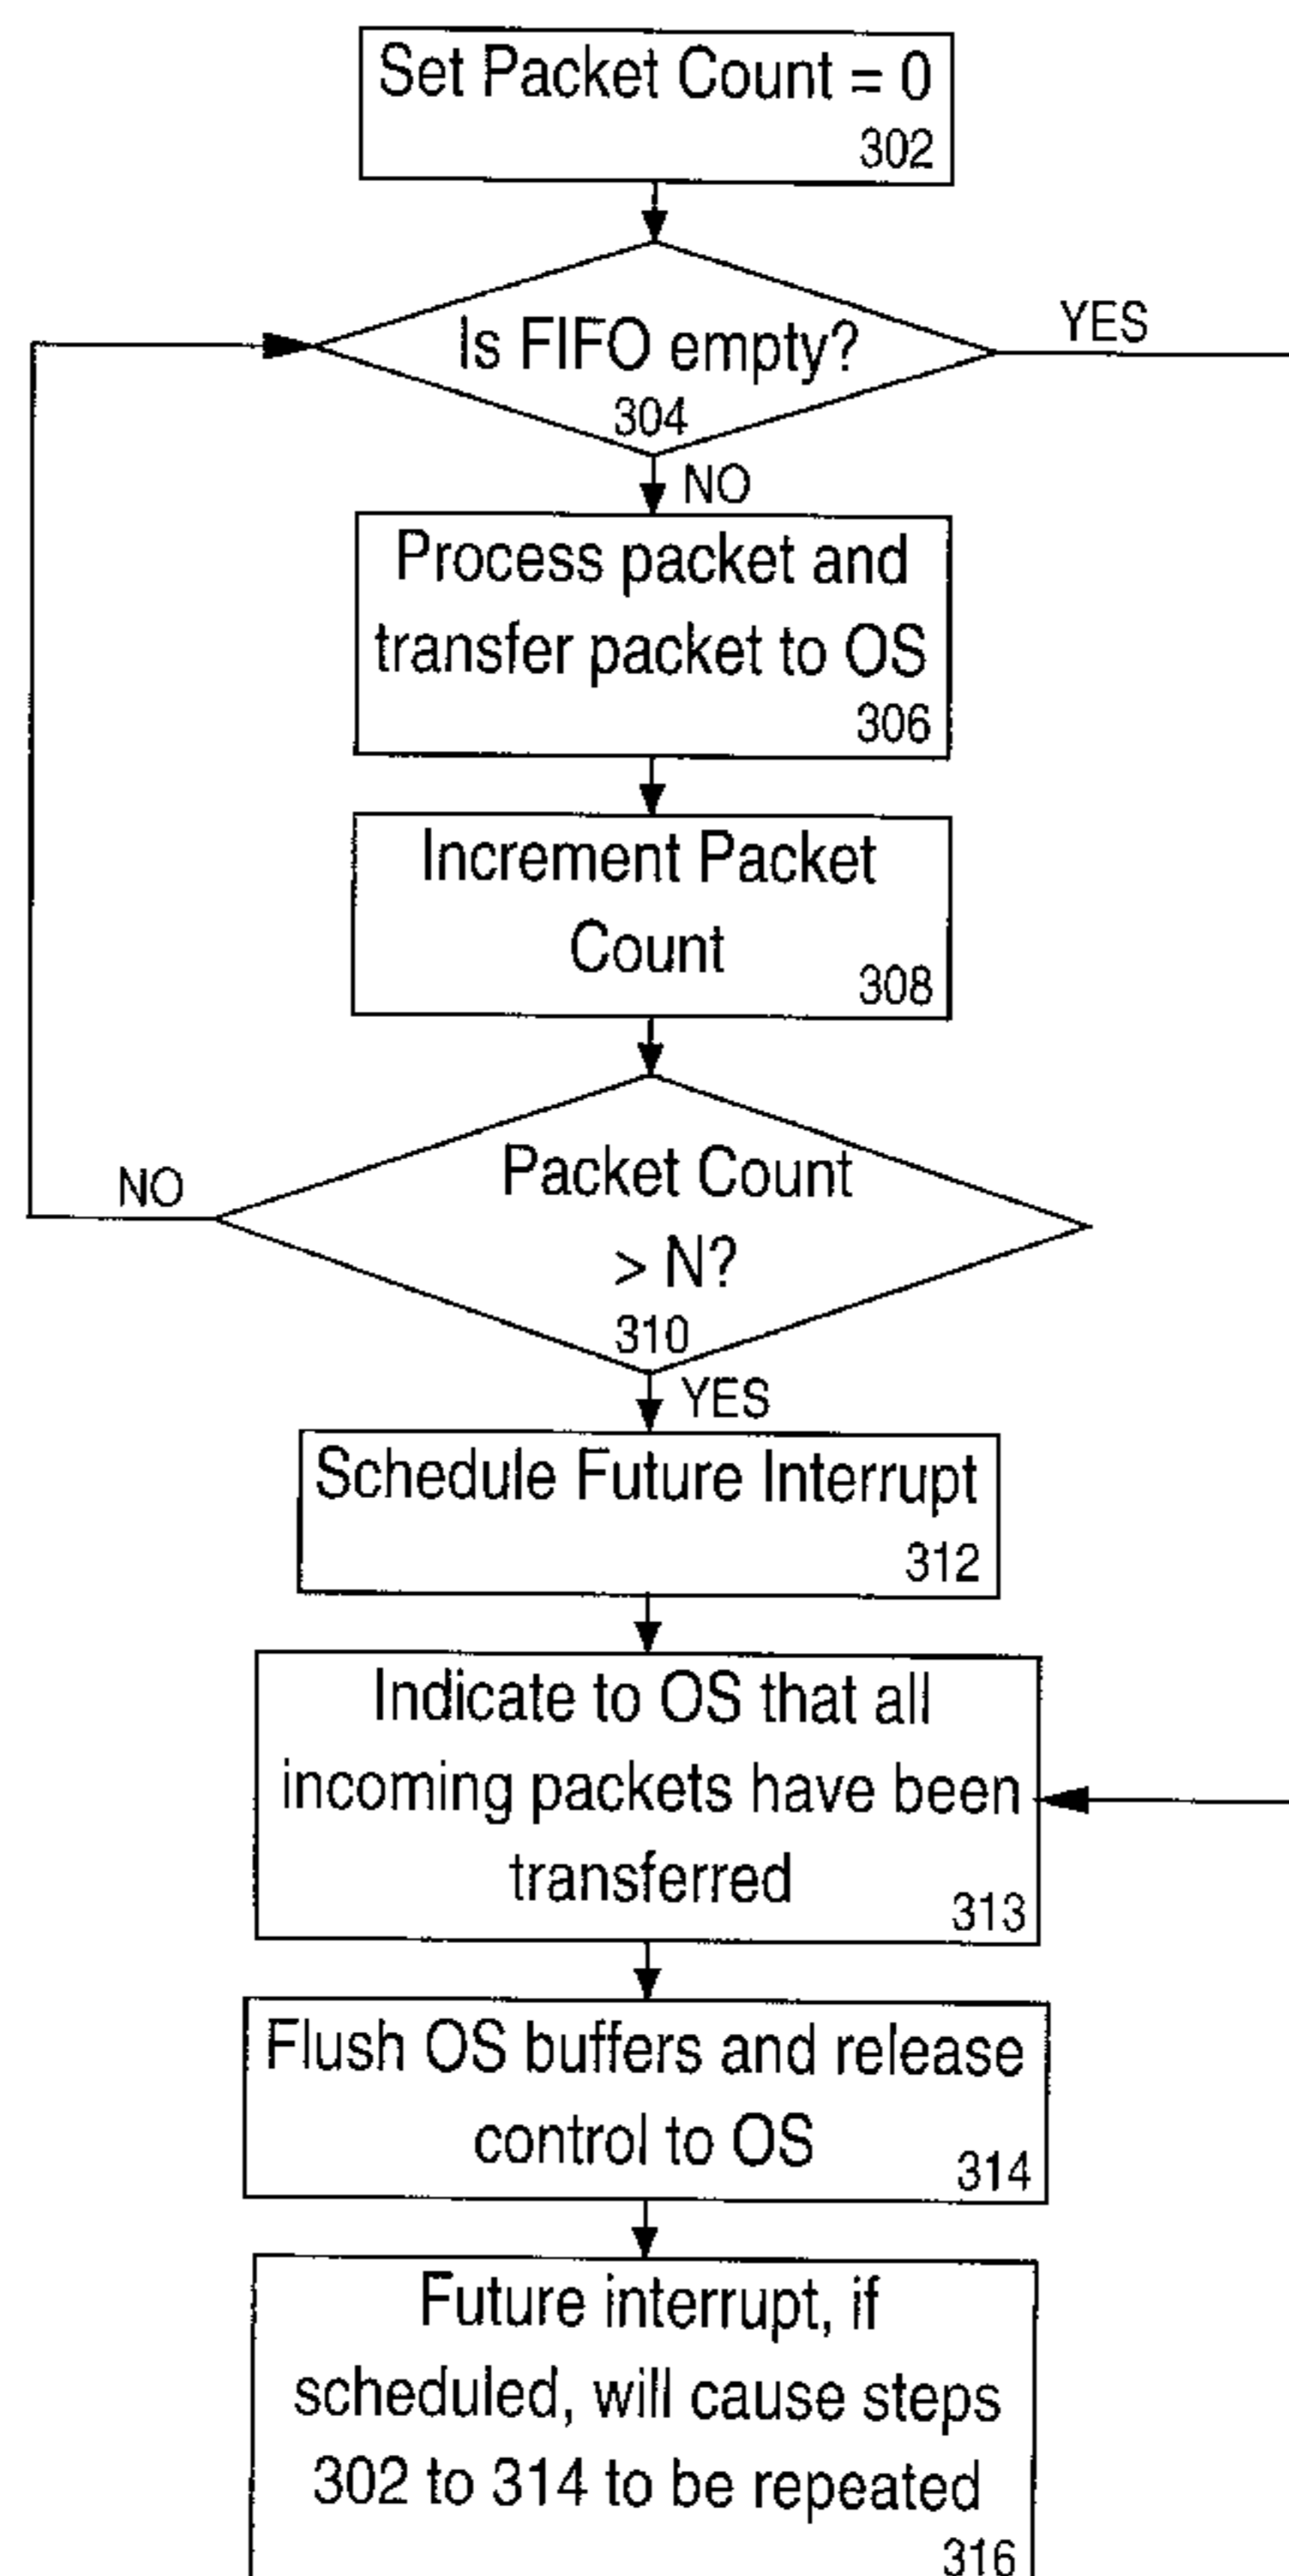 Set Packet Count = 0
302
Is FIFO empty?
304
YES
NO
Process packet and
transfer packet to OS
306
Increment Packet
Count
308
Packet Count
> N?
310
NO
YES
Schedule Future Interrupt
312
Indicate to OS that all
incoming packets have been
transferred
313
Flush OS buffers and release
control to OS
314
Future interrupt, if
scheduled, will cause steps
302 to 314 to be repeated
316